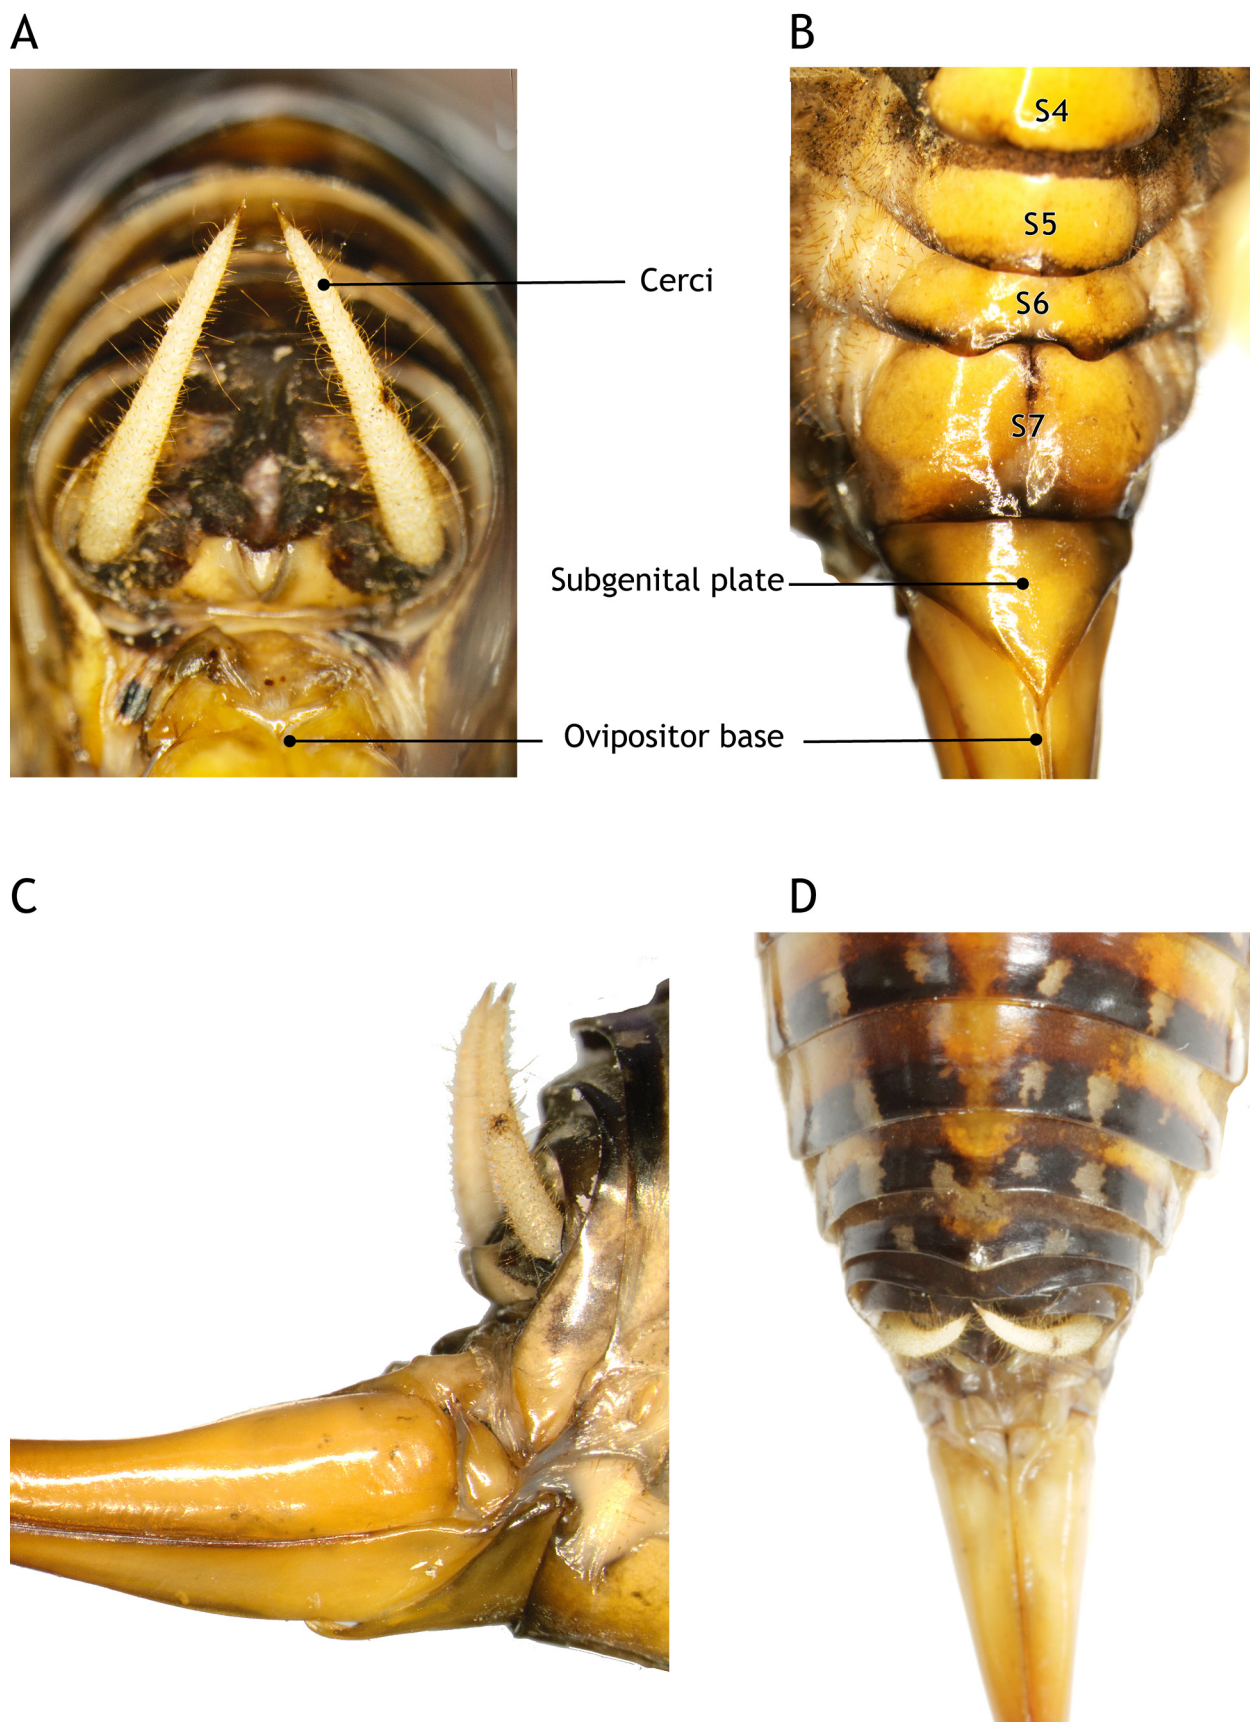 A
B
S4
S5
Cerci
S6
S7
Subgenital plate
Ovipositor base
C
D